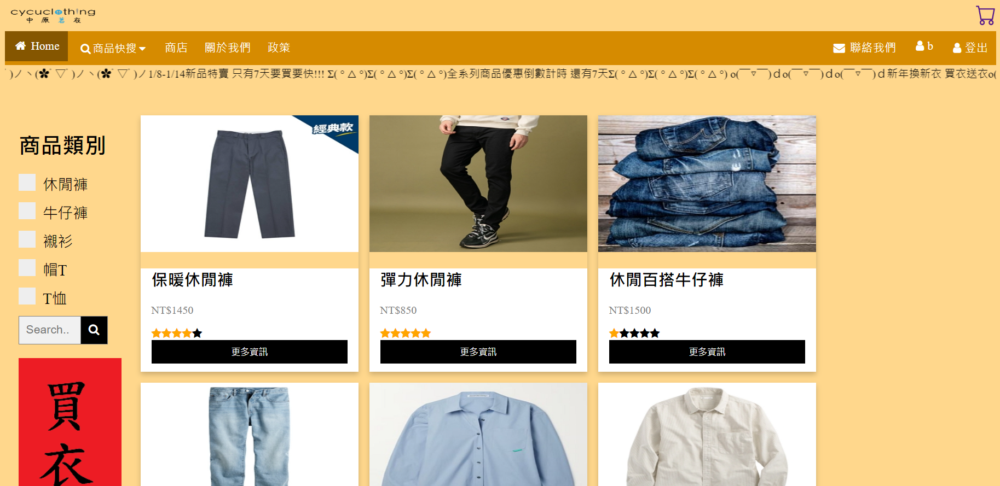 cycuclothing
中原着衣
Home 商品快搜 商店 關於我們 政策 聯絡我們 b 登出
)ノヽ(✽゚▽゚)ノヽ(✽゚▽゚)ノ1/8-1/14新品特賣 只有7天要買要快!!! Σ( ° △ °)Σ( ° △ °)Σ( ° △ °)全系列商品優惠倒數計時 還有7天Σ( ° △ °)Σ( ° △ °)Σ( ° △ °) o(￣▽￣)ｄo(￣▽￣)ｄo(￣▽￣)ｄ新年換新衣 買衣送衣o(
商品類別
休閒褲
牛仔褲
襯衫
帽T
T恤
Search..
買
衣
經典款
保暖休閒褲
NT$1450
更多資訊
彈力休閒褲
NT$850
更多資訊
休閒百搭牛仔褲
NT$1500
更多資訊